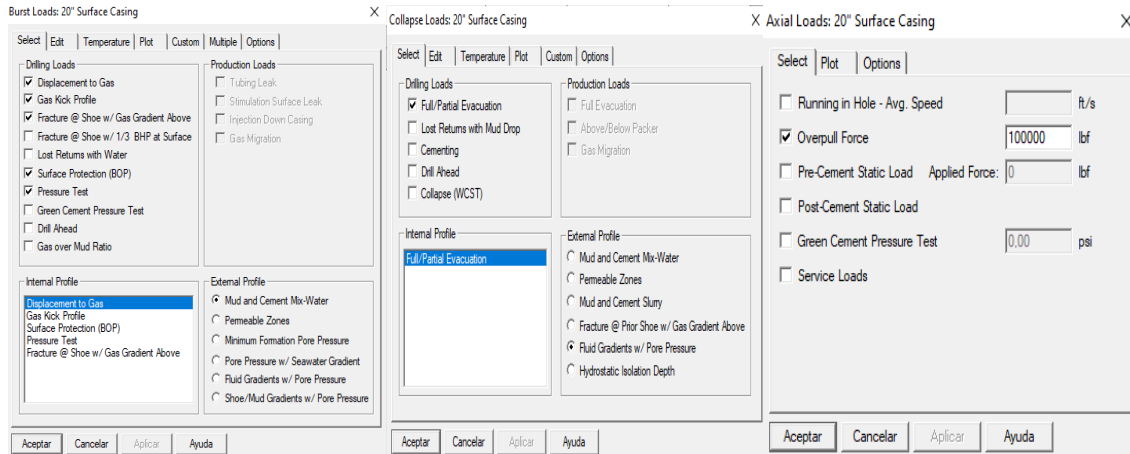 Burst Loads: 20" Surface Casing
Select Edit Temperature Plot Custom Multiple Options
Drilling Loads
Displacement to Gas
Gas Kick Profile
Fracture @ Shoe w/ Gas Gradient Above
Fracture @ Shoe w/ 1/3 BHP at Surface
Lost Returns with Water
Surface Protection (BOP)
Pressure Test
Green Cement Pressure Test
Drill Ahead
Gas over Mud Ratio
Production Loads
Tubing Leak
Stimulation Surface Leak
Injection Down Casing
Gas Migration
Internal Profile
Displacement to Gas
Gas Kick Profile
Surface Protection (BOP)
Pressure Test
Fracture @ Shoe w/ Gas Gradient Above
External Profile
Mud and Cement Mix-Water
Permeable Zones
Minimum Formation Pore Pressure
Pore Pressure w/ Seawater Gradient
Fluid Gradients w/ Pore Pressure
Shoe/Mud Gradients w/ Pore Pressure
Aceptar Cancelar Aplicar Ayuda
Collapse Loads: 20" Surface Casing
Select Edit Temperature Plot Custom Options
Drilling Loads
Full/Partial Evacuation
Lost Returns with Mud Drop
Cementing
Drill Ahead
Collapse (WCST)
Production Loads
Full Evacuation
Above/Below Packer
Gas Migration
Internal Profile
Full/Partial Evacuation
External Profile
Mud and Cement Mix-Water
Permeable Zones
Mud and Cement Slurry
Fracture @ Prior Shoe w/ Gas Gradient Above
Fluid Gradients w/ Pore Pressure
Hydrostatic Isolation Depth
Aceptar Cancelar Aplicar Ayuda
Axial Loads: 20" Surface Casing
Select Plot Options
Running in Hole - Avg. Speed ft/s
Overpull Force 100000 lbf
Pre-Cement Static Load Applied Force: 0 lbf
Post-Cement Static Load
Green Cement Pressure Test 0,00 psi
Service Loads
Aceptar Cancelar Aplicar Ayuda